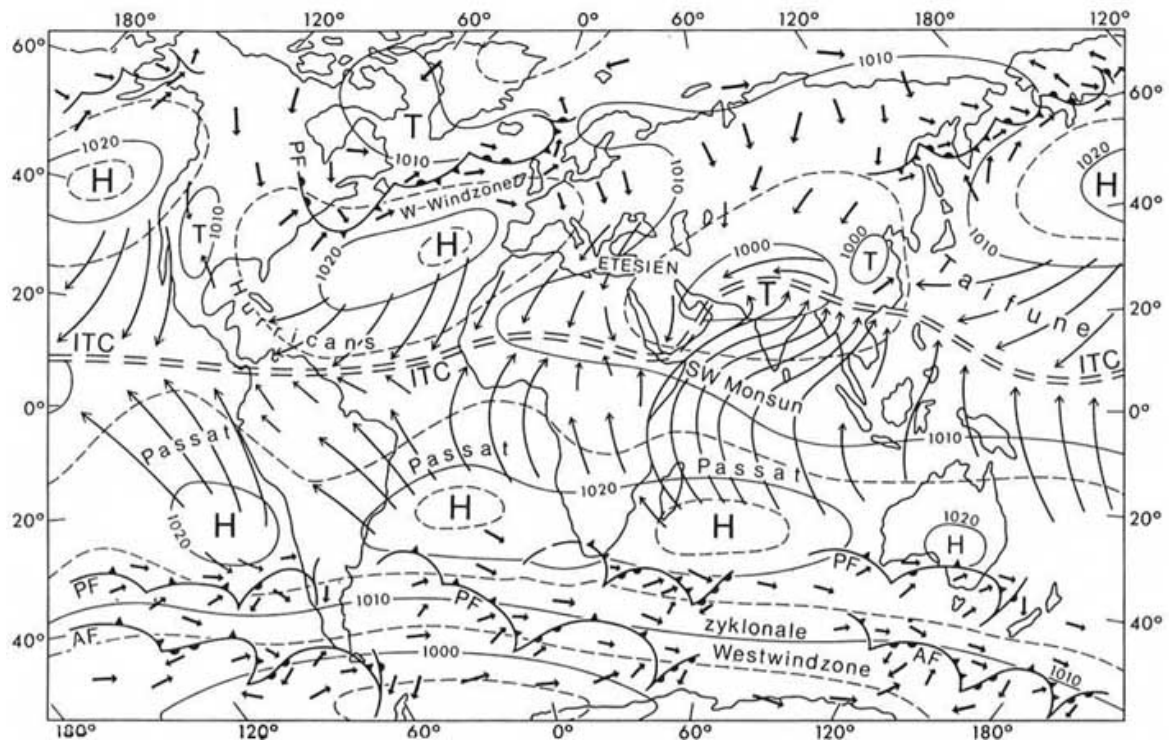 180° 120° 60° 0° 60° 120° 180° 120°
60°
1010
60°
1020
H
T
1010
PF
1020
H
40°
40°
W-Windzone
1010
T
1010
H
1020
ETESIEN
1000
1000
T
T
1010
20°
20°
Hurricans
Taifune
ITC
ITC
ITC
SW Monsun
0°
0°
Passat
Passat
Passat
1010
1020
H
1020
H
H
1020
H
20°
20°
PF
PF
PF
1010
zyklonale
Westwindzone
40°
40°
AF
AF
1000
1010
180° 120° 60° 0° 60° 120° 180°